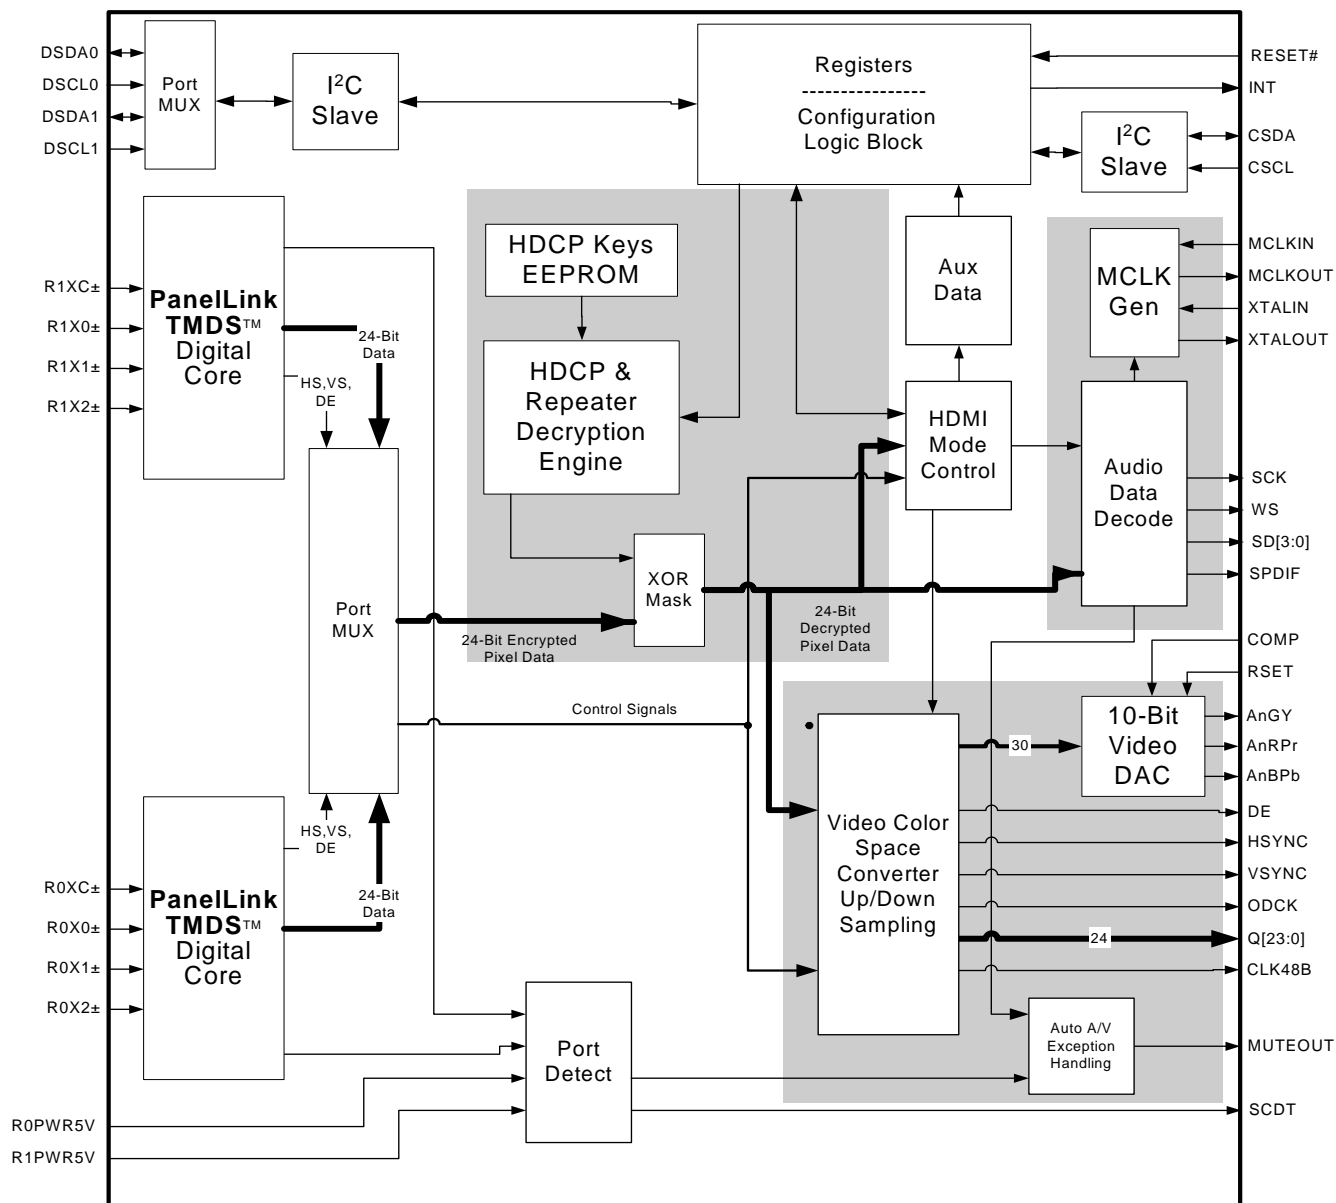 DSDA0
DSCL0
DSDA1
DSCL1
Port
MUX
I²C
Slave
Registers
----------------
Configuration
Logic Block
RESET#
INT
I²C
Slave
CSDA
CSCL
R1XC±
R1X0±
R1X1±
R1X2±
PanelLink
TMDS™
Digital
Core
24-Bit
Data
HS,VS,
DE
HDCP Keys
EEPROM
HDCP &
Repeater
Decryption
Engine
Aux
Data
HDMI
Mode
Control
MCLK
Gen
MCLKIN
MCLKOUT
XTALIN
XTALOUT
Audio
Data
Decode
SCK
WS
SD[3:0]
SPDIF
Port
MUX
XOR
Mask
24-Bit Encrypted
Pixel Data
24-Bit
Decrypted
Pixel Data
Control Signals
COMP
RSET
10-Bit
Video
DAC
30
AnGY
AnRPr
AnBPb
Video Color
Space
Converter
Up/Down
Sampling
DE
HSYNC
VSYNC
ODCK
24
Q[23:0]
CLK48B
HS,VS,
DE
24-Bit
Data
R0XC±
R0X0±
R0X1±
R0X2±
PanelLink
TMDS™
Digital
Core
Port
Detect
Auto A/V
Exception
Handling
MUTEOUT
SCDT
R0PWR5V
R1PWR5V